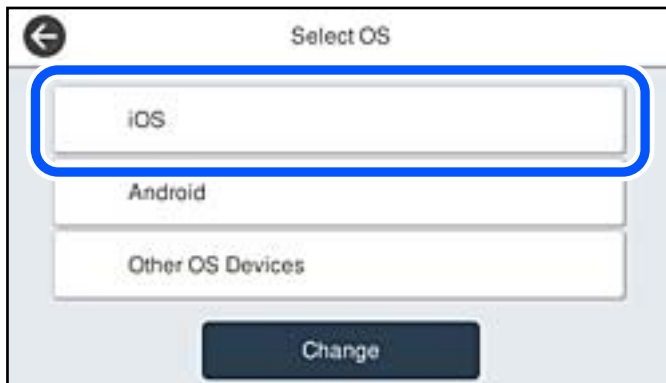 Select OS
iOS
Android
Other OS Devices
Change